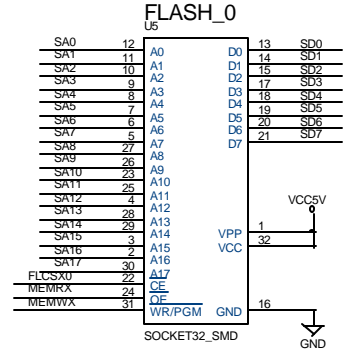 FLASH_0
U5
SA0 12 A0 D0 13 SD0
SA1 11 A1 D1 14 SD1
SA2 10 A2 D2 15 SD2
SA3 9 A3 D3 17 SD3
SA4 8 A4 D4 18 SD4
SA5 7 A5 D5 19 SD5
SA6 6 A6 D6 20 SD6
SA7 5 A7 D7 21 SD7
SA8 27 A8
SA9 26 A9
SA10 23 A10
SA11 25 A11
SA12 4 A12
SA13 28 A13
SA14 29 A14
SA15 3 A15
SA16 2 A16
SA17 30 A17
VCC5V
VPP 1
VCC 32
FLCSX0 22 CE
MEMRX 24 OE
MEMWX 31 WR/PGM GND 16
SOCKET32_SMD
GND